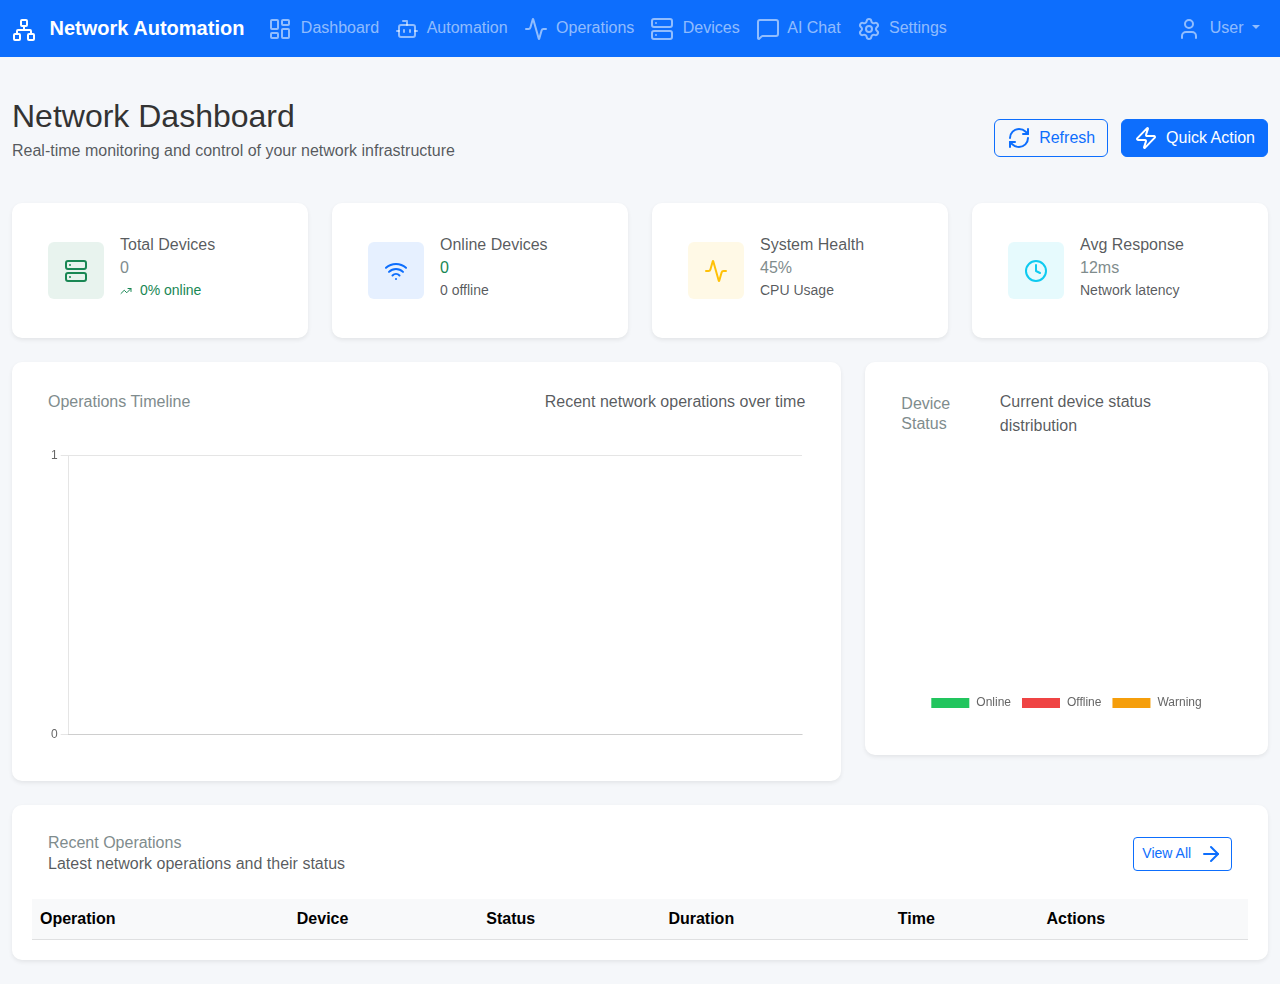 Network Automation Dashboard Automation Operations Devices AI Chat Settings User
Network Dashboard
Real-time monitoring and control of your network infrastructure
Refresh Quick Action
Total Devices
0
0% online
Online Devices
0
0 offline
System Health
45%
CPU Usage
Avg Response
12ms
Network latency
Operations Timeline Recent network operations over time
1
0
Device
Status
Current device status
distribution
Online Offline Warning
Recent Operations
Latest network operations and their status
View All
Operation Device Status Duration Time Actions